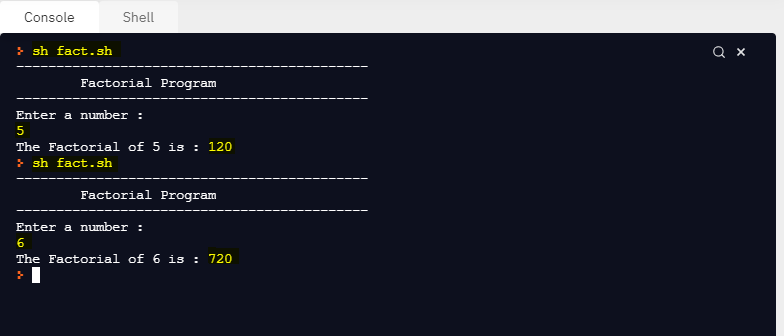 Console Shell
sh fact.sh
--------------------------------------------
Factorial Program
--------------------------------------------
Enter a number :
5
The Factorial of 5 is : 120
sh fact.sh
--------------------------------------------
Factorial Program
--------------------------------------------
Enter a number :
6
The Factorial of 6 is : 720